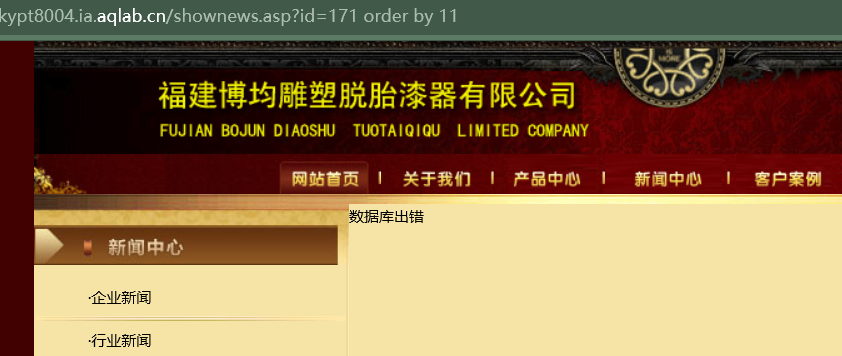 kypt8004.ia.aqlab.cn/shownews.asp?id=171 order by 11
IS
MORE
福建博均雕塑脱胎漆器有限公司
FUJIAN BOJUN DIAOSHU TUOTAIQIQU LIMITED COMPANY
网站首页 | 关于我们 | 产品中心 | 新闻中心 | 客户案例
数据库出错
新闻中心
·企业新闻
·行业新闻